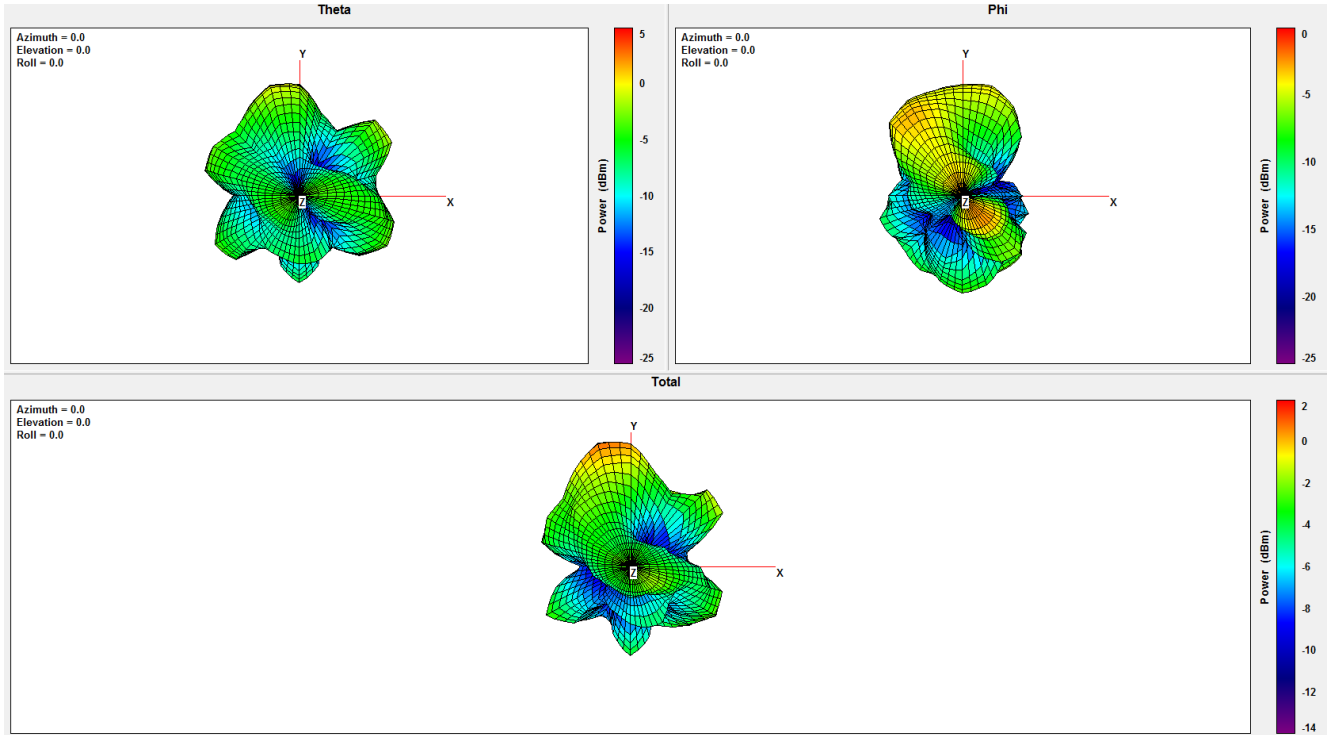 Theta
Azimuth = 0.0
Elevation = 0.0
Roll = 0.0
Y
X
Z
5
0
-5
-10
-15
-20
-25
Power (dBm)
Phi
Azimuth = 0.0
Elevation = 0.0
Roll = 0.0
Y
X
Z
0
-5
-10
-15
-20
-25
Power (dBm)
Total
Azimuth = 0.0
Elevation = 0.0
Roll = 0.0
Y
X
Z
2
0
-2
-4
-6
-8
-10
-12
-14
Power (dBm)